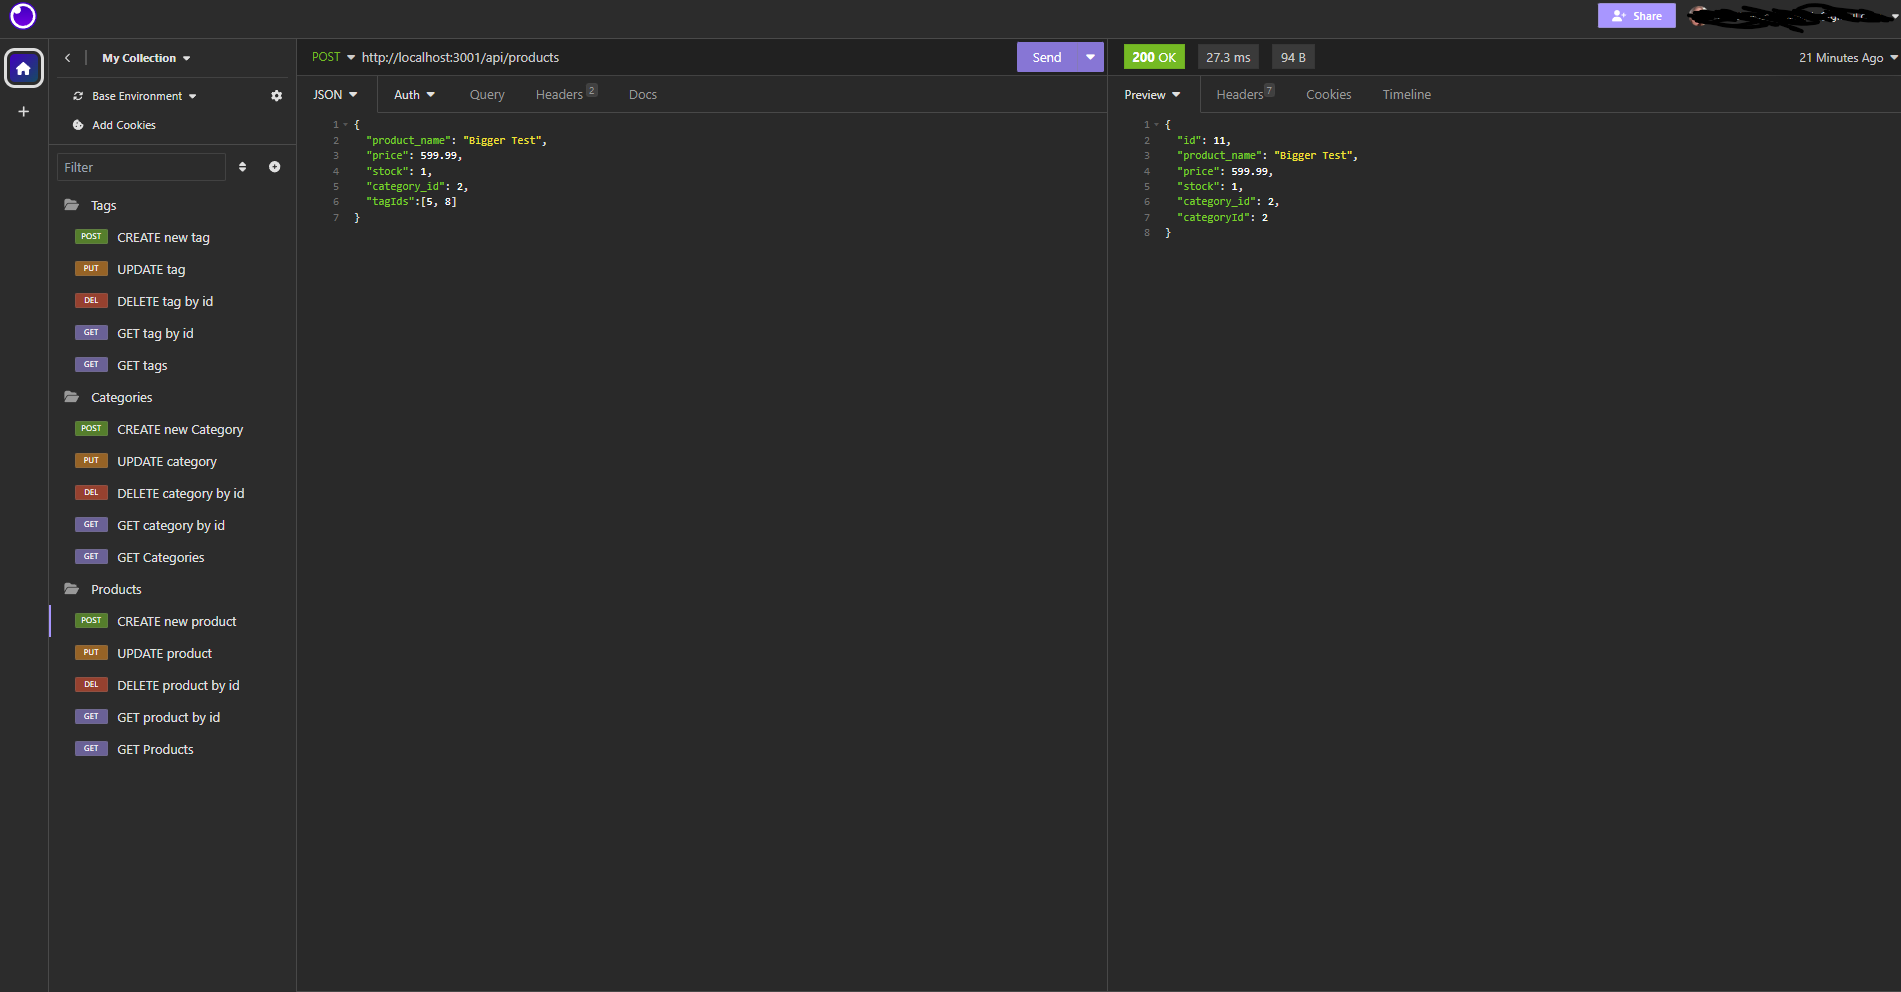 Share
My Collection
Base Environment
Add Cookies
Filter
Tags
POST CREATE new tag
PUT UPDATE tag
DEL DELETE tag by id
GET GET tag by id
GET GET tags
Categories
POST CREATE new Category
PUT UPDATE category
DEL DELETE category by id
GET GET category by id
GET GET Categories
Products
POST CREATE new product
PUT UPDATE product
DEL DELETE product by id
GET GET product by id
GET GET Products
POST http://localhost:3001/api/products Send
JSON Auth Query Headers 2 Docs
1 {
2 "product_name": "Bigger Test",
3 "price": 599.99,
4 "stock": 1,
5 "category_id": 2,
6 "tagIds":[5, 8]
7 }
200 OK 27.3 ms 94 B 21 Minutes Ago
Preview Headers 7 Cookies Timeline
1 {
2 "id": 11,
3 "product_name": "Bigger Test",
4 "price": 599.99,
5 "stock": 1,
6 "category_id": 2,
7 "categoryId": 2
8 }